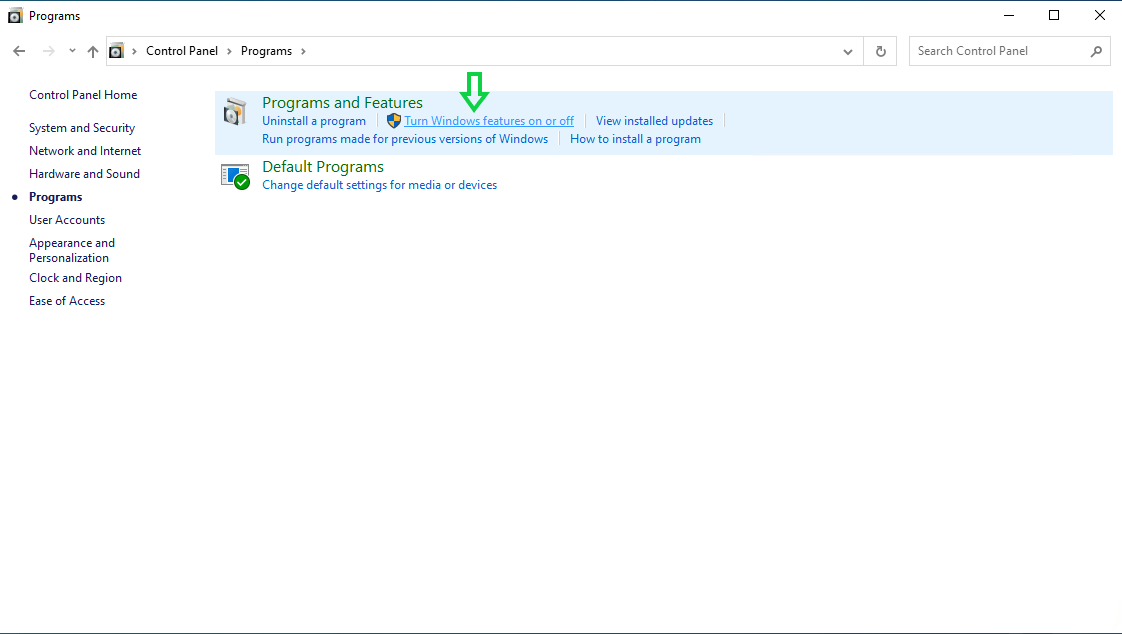 Programs
Control Panel > Programs >
Search Control Panel
Control Panel Home
System and Security
Network and Internet
Hardware and Sound
Programs
User Accounts
Appearance and
Personalization
Clock and Region
Ease of Access
Programs and Features
Uninstall a program Turn Windows features on or off View installed updates
Run programs made for previous versions of Windows How to install a program
Default Programs
Change default settings for media or devices